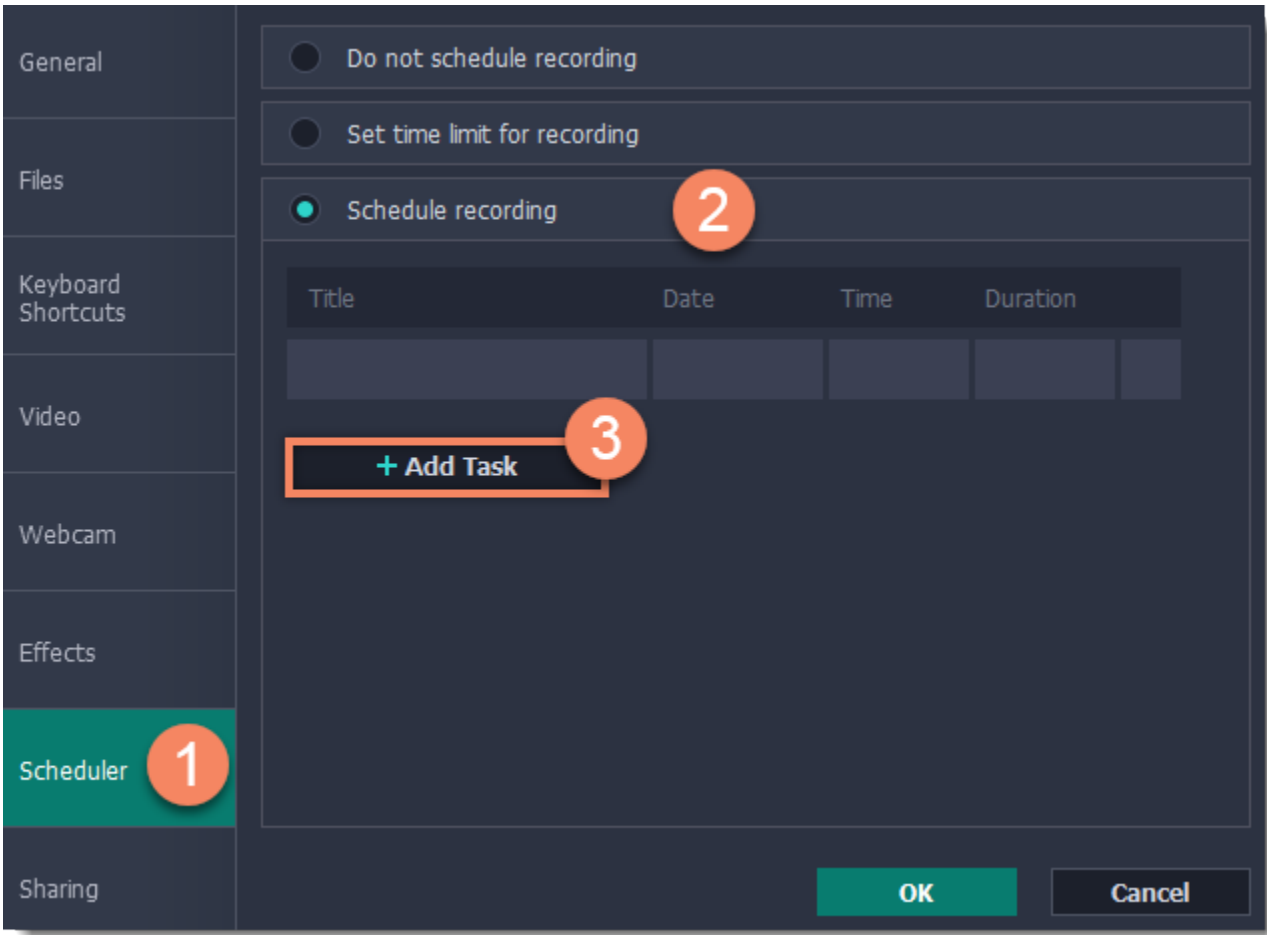 General
Files
Keyboard
Shortcuts
Video
Webcam
Effects
Scheduler
1
Sharing
Do not schedule recording
Set time limit for recording
Schedule recording
2
Title Date Time Duration
3
+ Add Task
OK Cancel